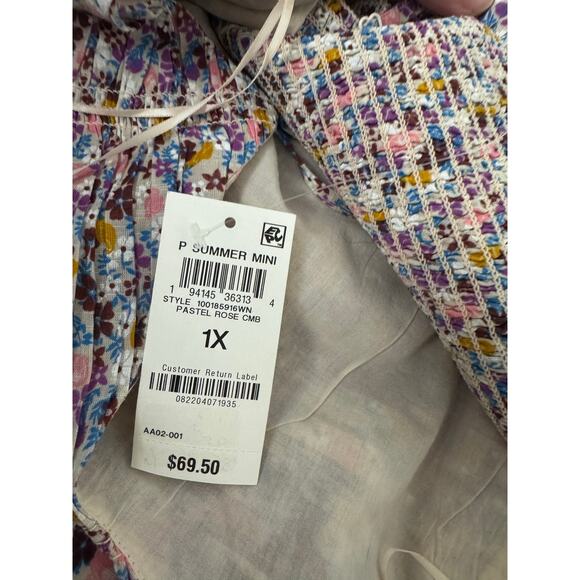 P SUMMER MINI
1 94145 36313 4
STYLE 100185916WN
PASTEL ROSE CMB
1X
Customer Return Label
082204071935
AA02-001
$69.50